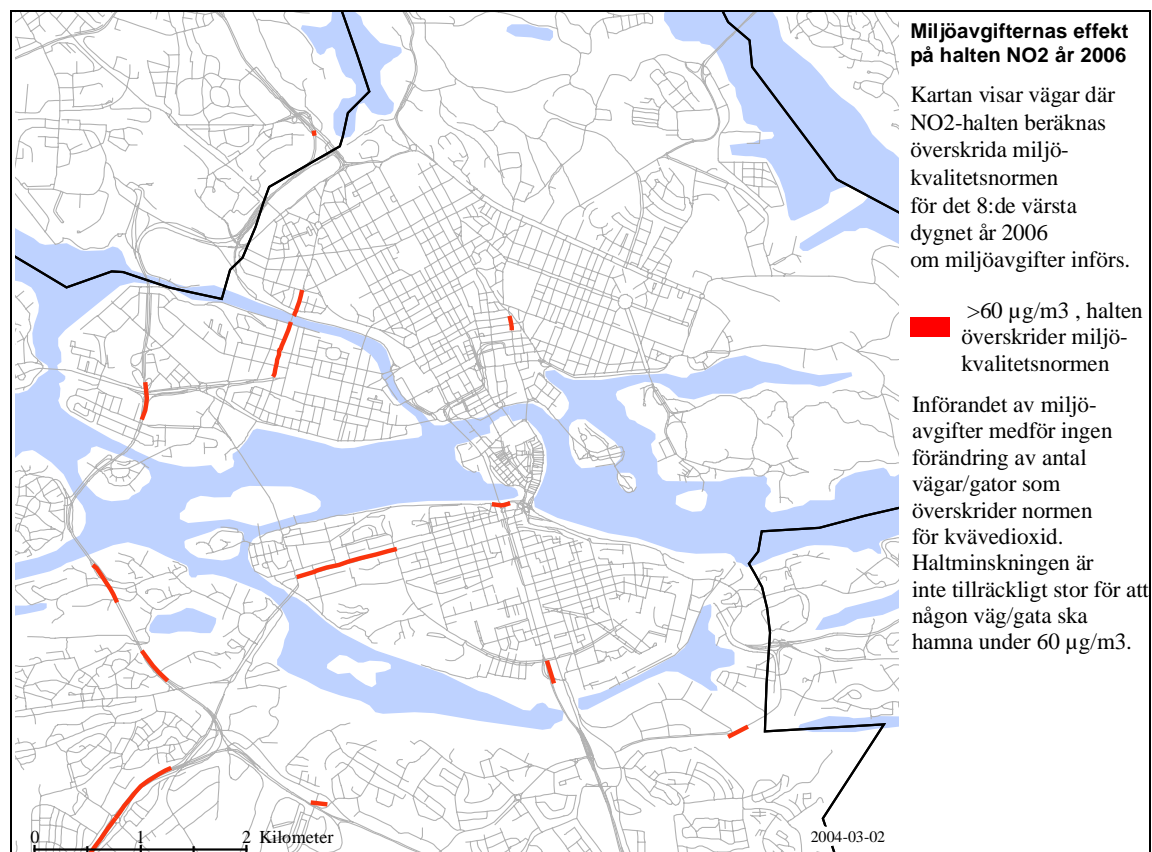 Miljöavgifternas effekt
på halten NO2 år 2006
Kartan visar vägar där
NO2-halten beräknas
överskrida miljö-
kvalitetsnormen
för det 8:de värsta
dygnet år 2006
om miljöavgifter införs.
>60 µg/m3 , halten
överskrider miljö-
kvalitetsnormen
Införandet av miljö-
avgifter medför ingen
förändring av antal
vägar/gator som
överskrider normen
för kvävedioxid.
Haltminskningen är
inte tillräckligt stor för att
någon väg/gata ska
hamna under 60 µg/m3.
0 1 2 Kilometer
2004-03-02